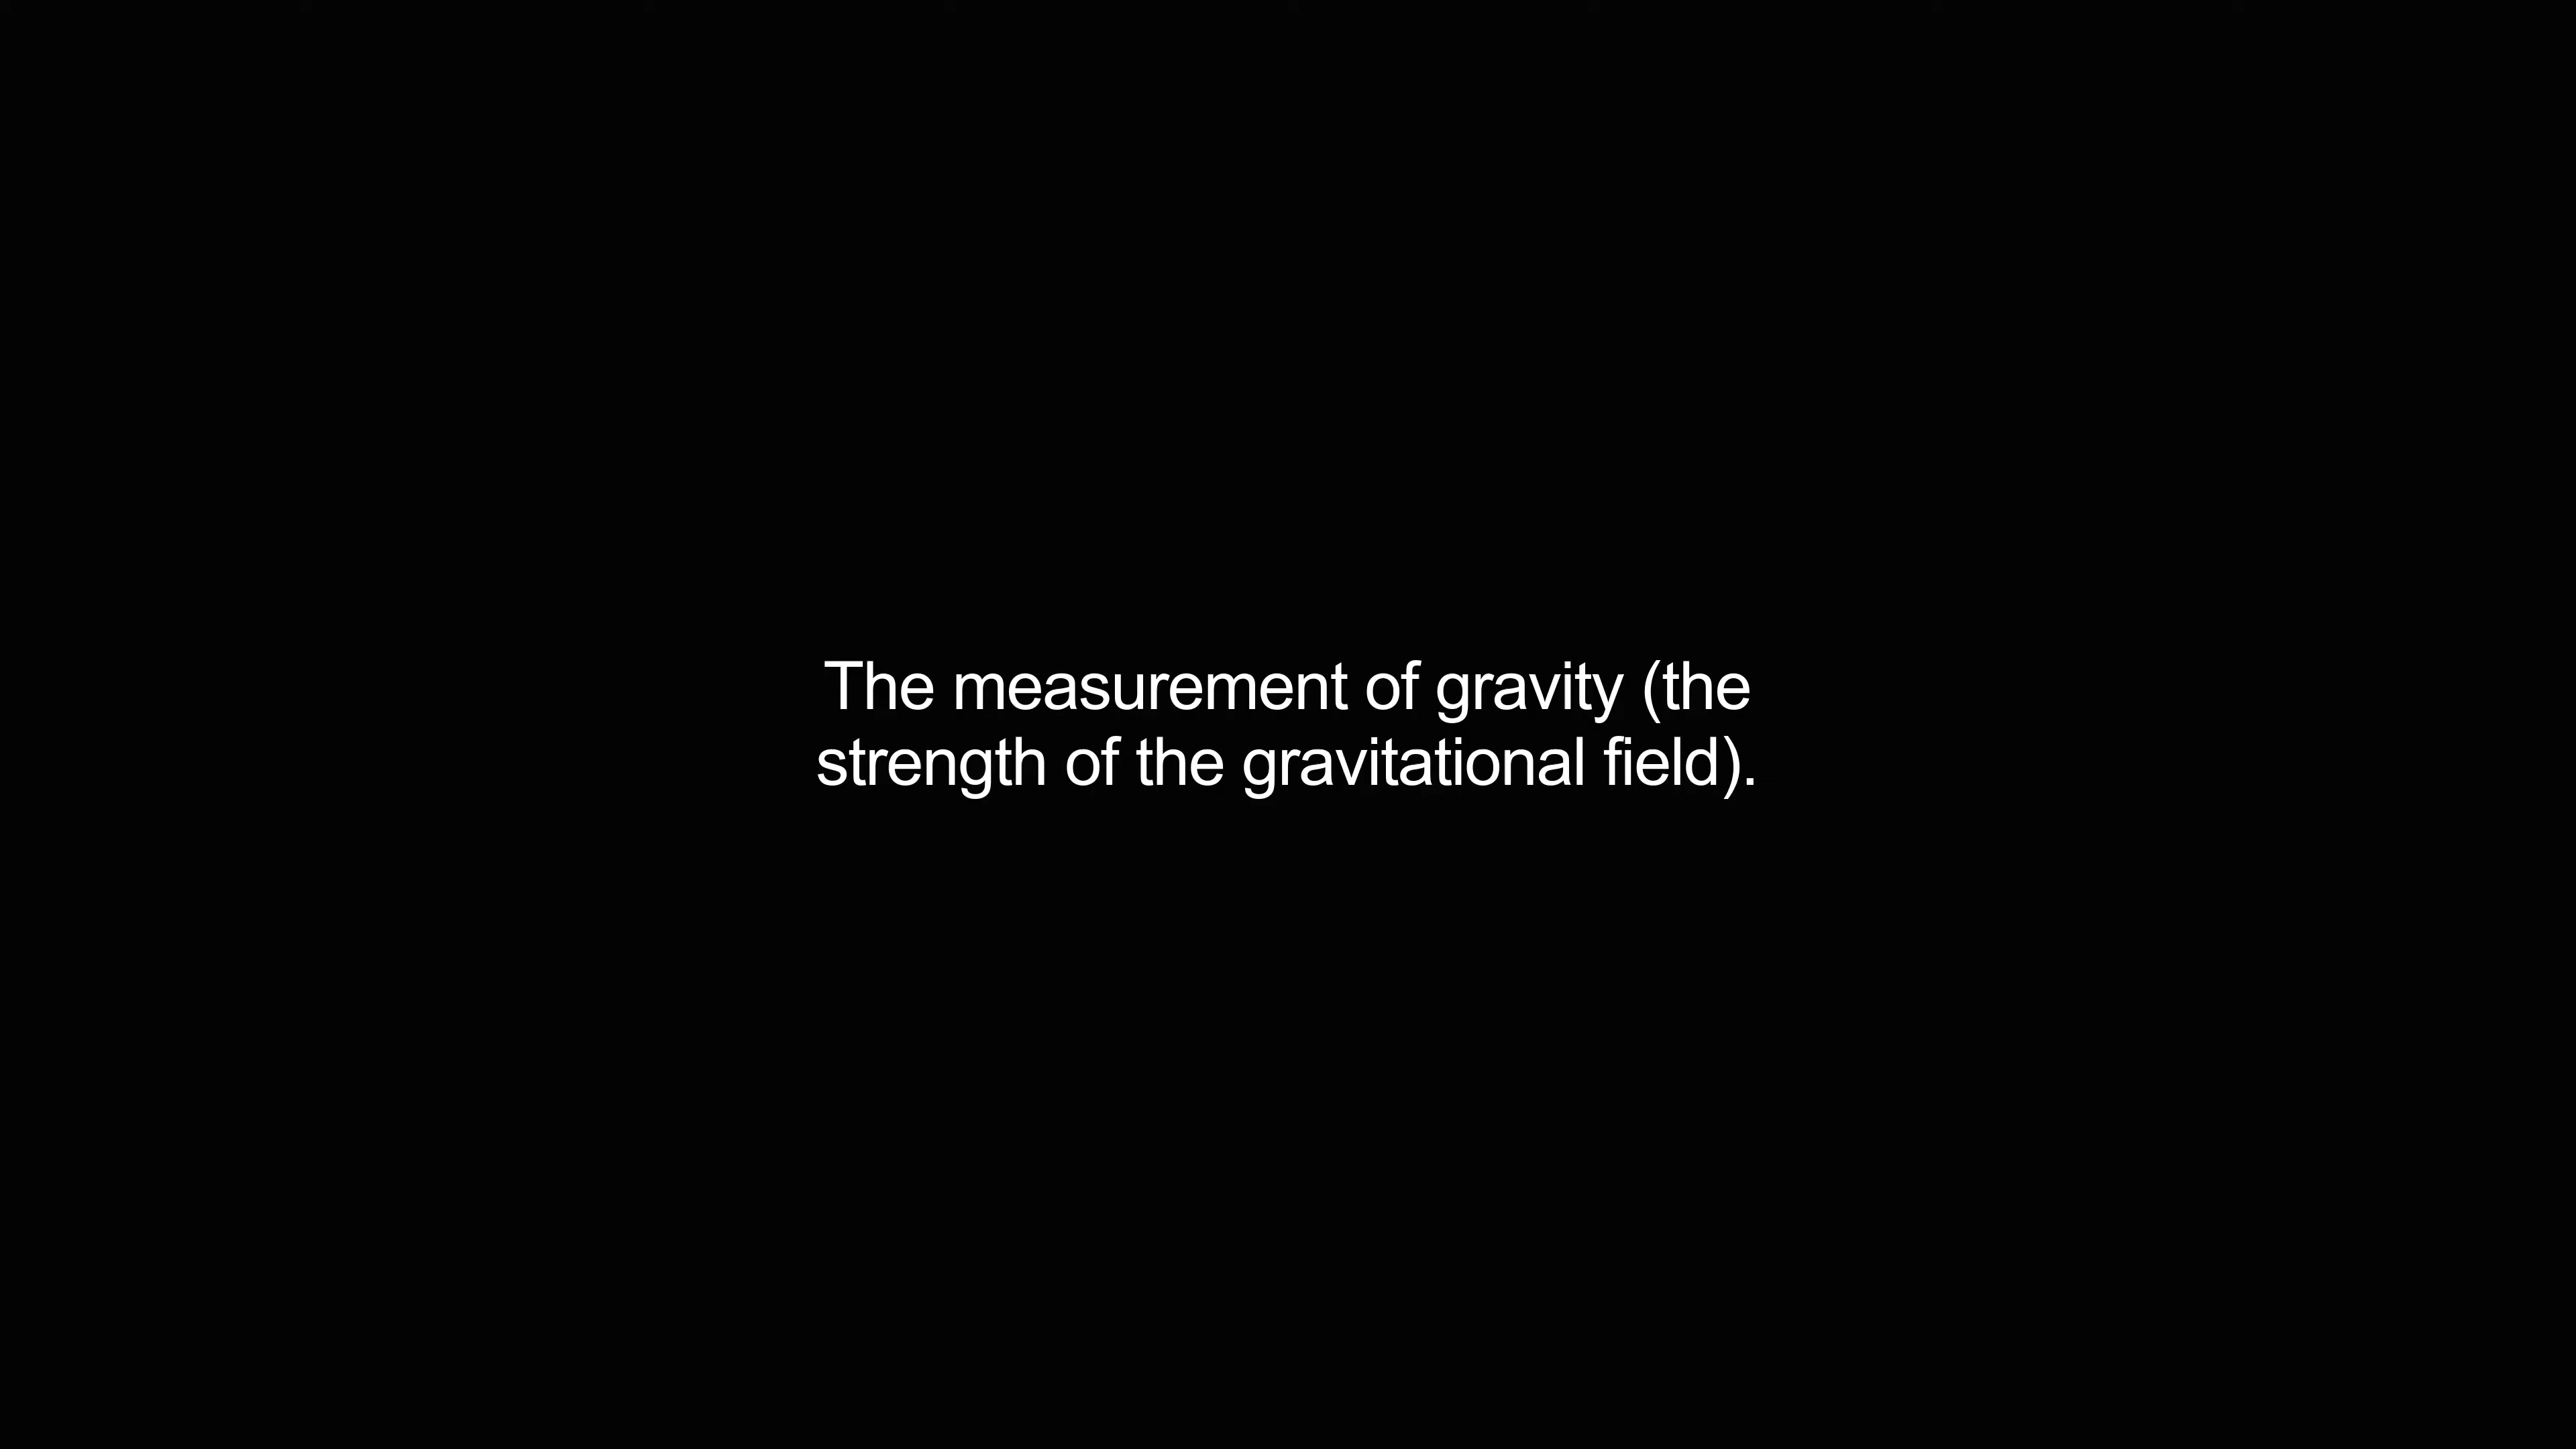 The measurement of gravity (the
strength of the gravitational field).